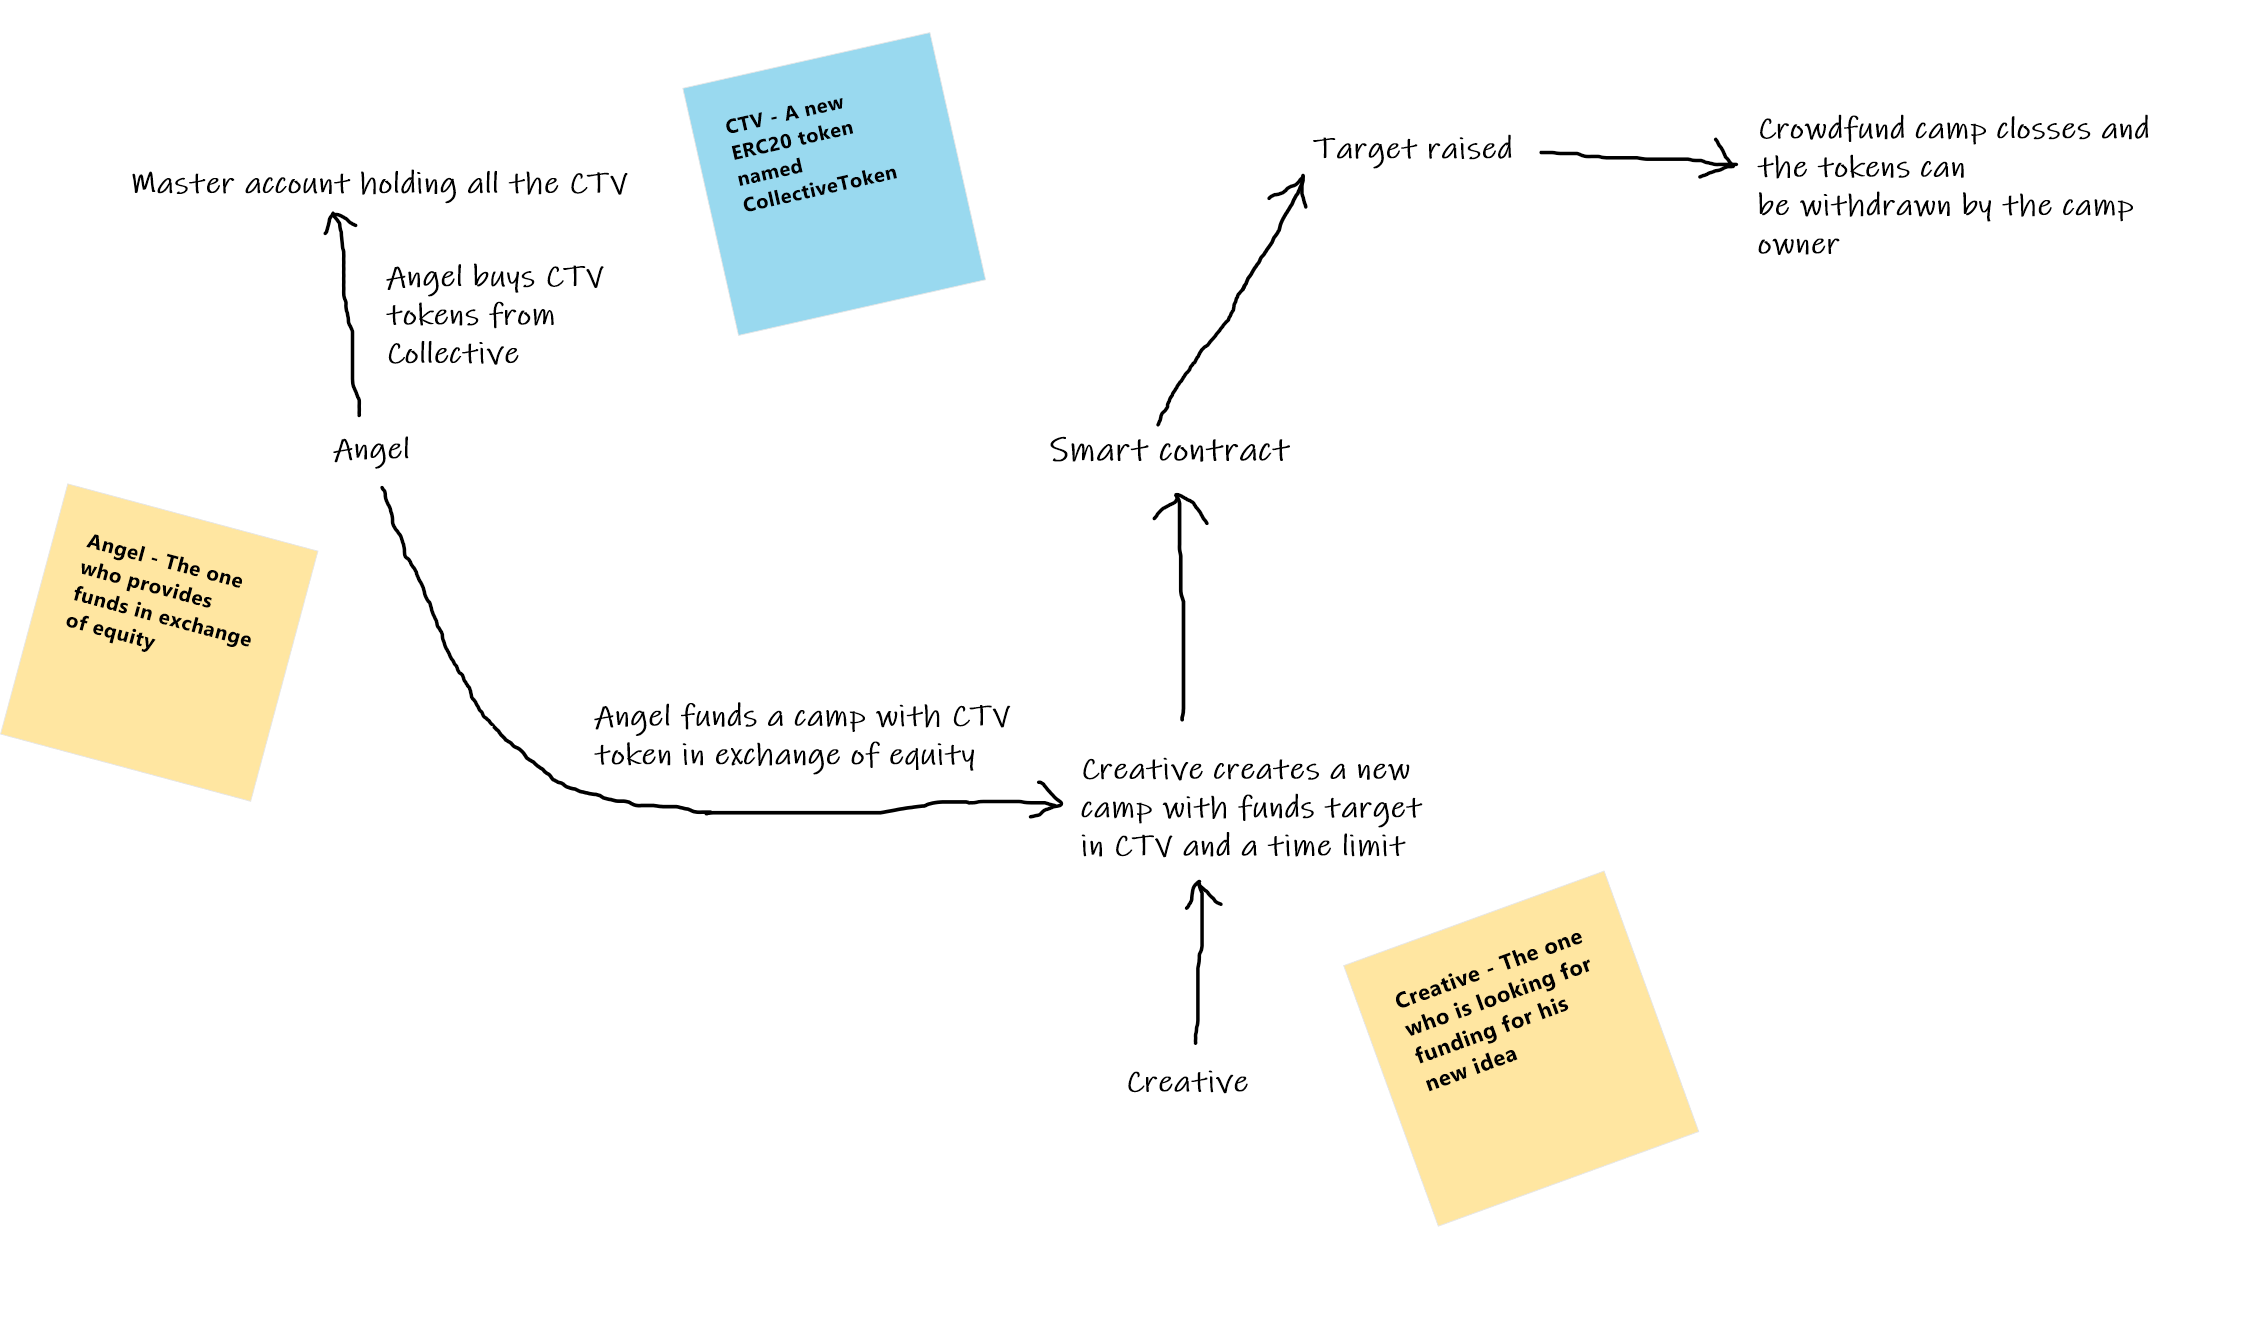 CTV - A new
ERC20 token
named
CollectiveToken
Target raised
Crowdfund camp closses and
the tokens can
be withdrawn by the camp
owner
Master account holding all the CTV
Angel buys CTV
tokens from
Collective
Angel
Smart contract
Angel - The one
who provides
funds in exchange
of equity
Angel funds a camp with CTV
token in exchange of equity
Creative creates a new
camp with funds target
in CTV and a time limit
Creative - The one
who is looking for
funding for his
new idea
Creative